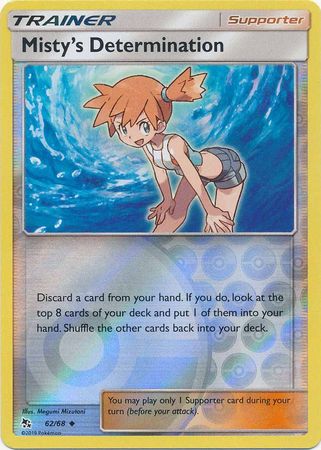 TRAINER
Supporter
Misty's Determination
Discard a card from your hand. If you do, look at the
top 8 cards of your deck and put 1 of them into your
hand. Shuffle the other cards back into your deck.
Illus. Megumi Mizutani
62/68
©2019 Pokémon
You may play only 1 Supporter card during your
turn (before your attack).